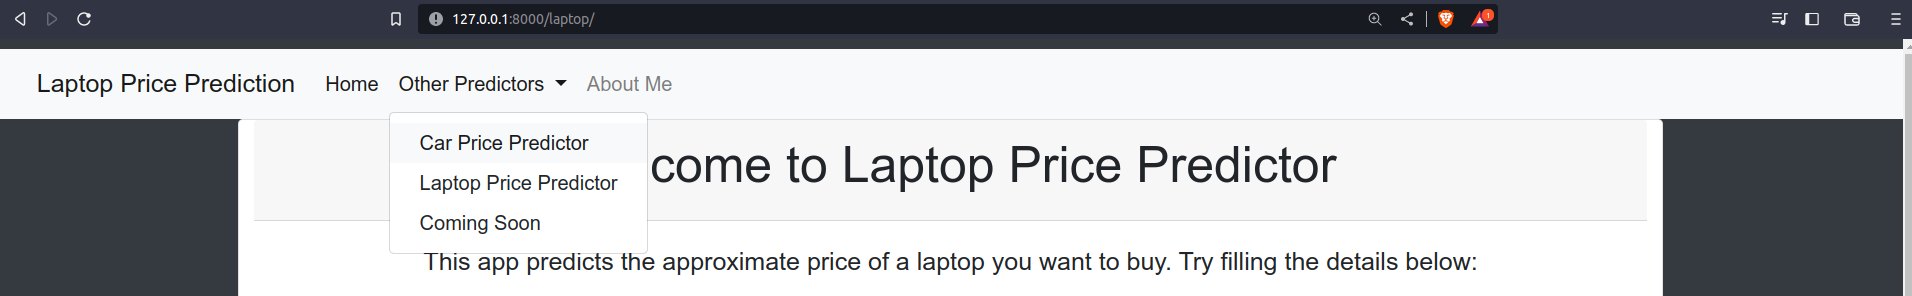 127.0.0.1:8000/laptop/
1
Laptop Price Prediction Home Other Predictors About Me
Car Price Predictor
Laptop Price Predictor
Coming Soon
come to Laptop Price Predictor
This app predicts the approximate price of a laptop you want to buy. Try filling the details below: